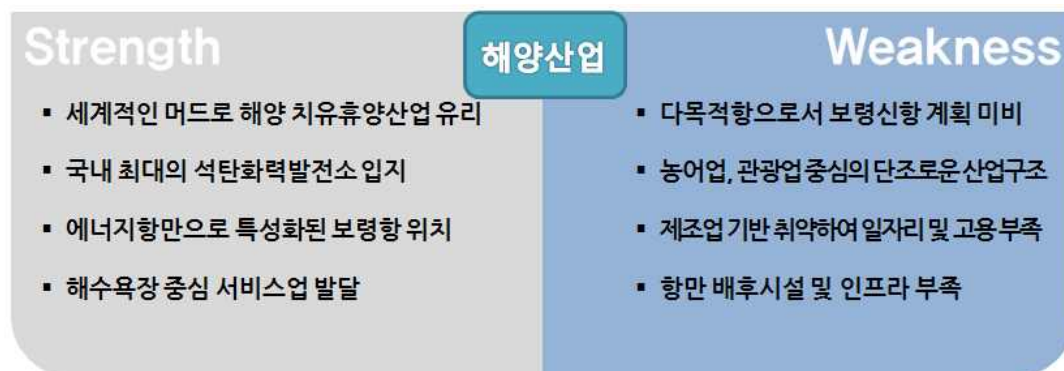 Strength
해양산업
Weakness
▪ 세계적인 머드로 해양 치유휴양산업 유리
▪ 국내 최대의 석탄화력발전소 입지
▪ 에너지항만으로 특성화된 보령항 위치
▪ 해수욕장 중심 서비스업 발달
▪ 다목적항으로서 보령신항 계획 미비
▪ 농어업, 관광업 중심의 단조로운 산업구조
▪ 제조업 기반 취약하여 일자리 및 고용 부족
▪ 항만 배후시설 및 인프라 부족